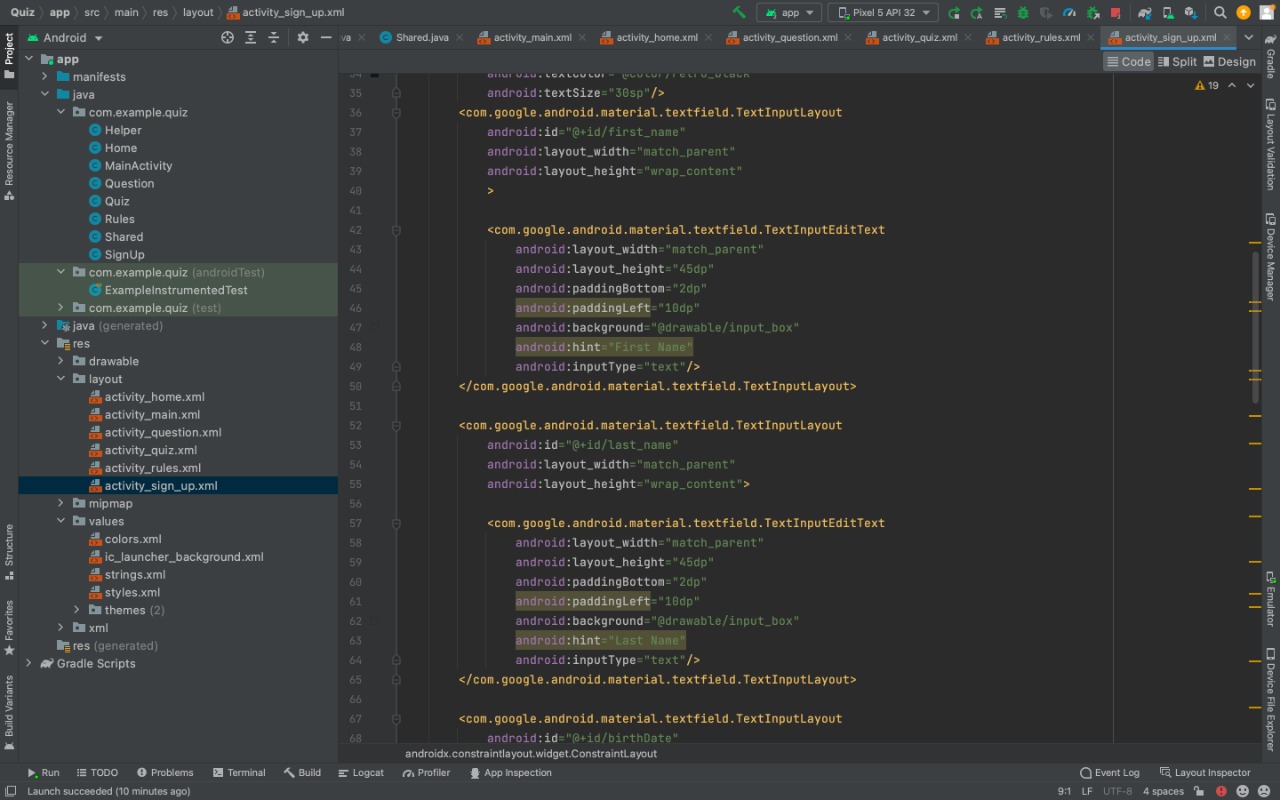 Quiz app src main res layout activity_sign_up.xml
app Pixel 5 API 32
Android
Shared.java activity_main.xml activity_home.xml activity_question.xml activity_quiz.xml activity_rules.xml activity_sign_up.xml
Code Split Design
19
Project
Resource Manager
Structure
Favorites
Build Variants
app
manifests
java
com.example.quiz
Helper
Home
MainActivity
Question
Quiz
Rules
Shared
SignUp
com.example.quiz (androidTest)
ExampleInstrumentedTest
com.example.quiz (test)
java (generated)
res
drawable
layout
activity_home.xml
activity_main.xml
activity_question.xml
activity_quiz.xml
activity_rules.xml
activity_sign_up.xml
mipmap
values
colors.xml
ic_launcher_background.xml
strings.xml
styles.xml
themes (2)
xml
res (generated)
Gradle Scripts
34 android:textColor="@color/retro_black"
35 android:textSize="30sp"/>
36 <com.google.android.material.textfield.TextInputLayout
37 android:id="@+id/first_name"
38 android:layout_width="match_parent"
39 android:layout_height="wrap_content"
40 >
41
42 <com.google.android.material.textfield.TextInputEditText
43 android:layout_width="match_parent"
44 android:layout_height="45dp"
45 android:paddingBottom="2dp"
46 android:paddingLeft="10dp"
47 android:background="@drawable/input_box"
48 android:hint="First Name"
49 android:inputType="text"/>
50 </com.google.android.material.textfield.TextInputLayout>
51
52 <com.google.android.material.textfield.TextInputLayout
53 android:id="@+id/last_name"
54 android:layout_width="match_parent"
55 android:layout_height="wrap_content">
56
57 <com.google.android.material.textfield.TextInputEditText
58 android:layout_width="match_parent"
59 android:layout_height="45dp"
60 android:paddingBottom="2dp"
61 android:paddingLeft="10dp"
62 android:background="@drawable/input_box"
63 android:hint="Last Name"
64 android:inputType="text"/>
65 </com.google.android.material.textfield.TextInputLayout>
66
67 <com.google.android.material.textfield.TextInputLayout
68 android:id="@+id/birthDate"
androidx.constraintlayout.widget.ConstraintLayout
Gradle
Layout Validation
Device Manager
Emulator
Device File Explorer
Run TODO Problems Terminal Build Logcat Profiler App Inspection Event Log Layout Inspector
Launch succeeded (10 minutes ago) 9:1 LF UTF-8 4 spaces